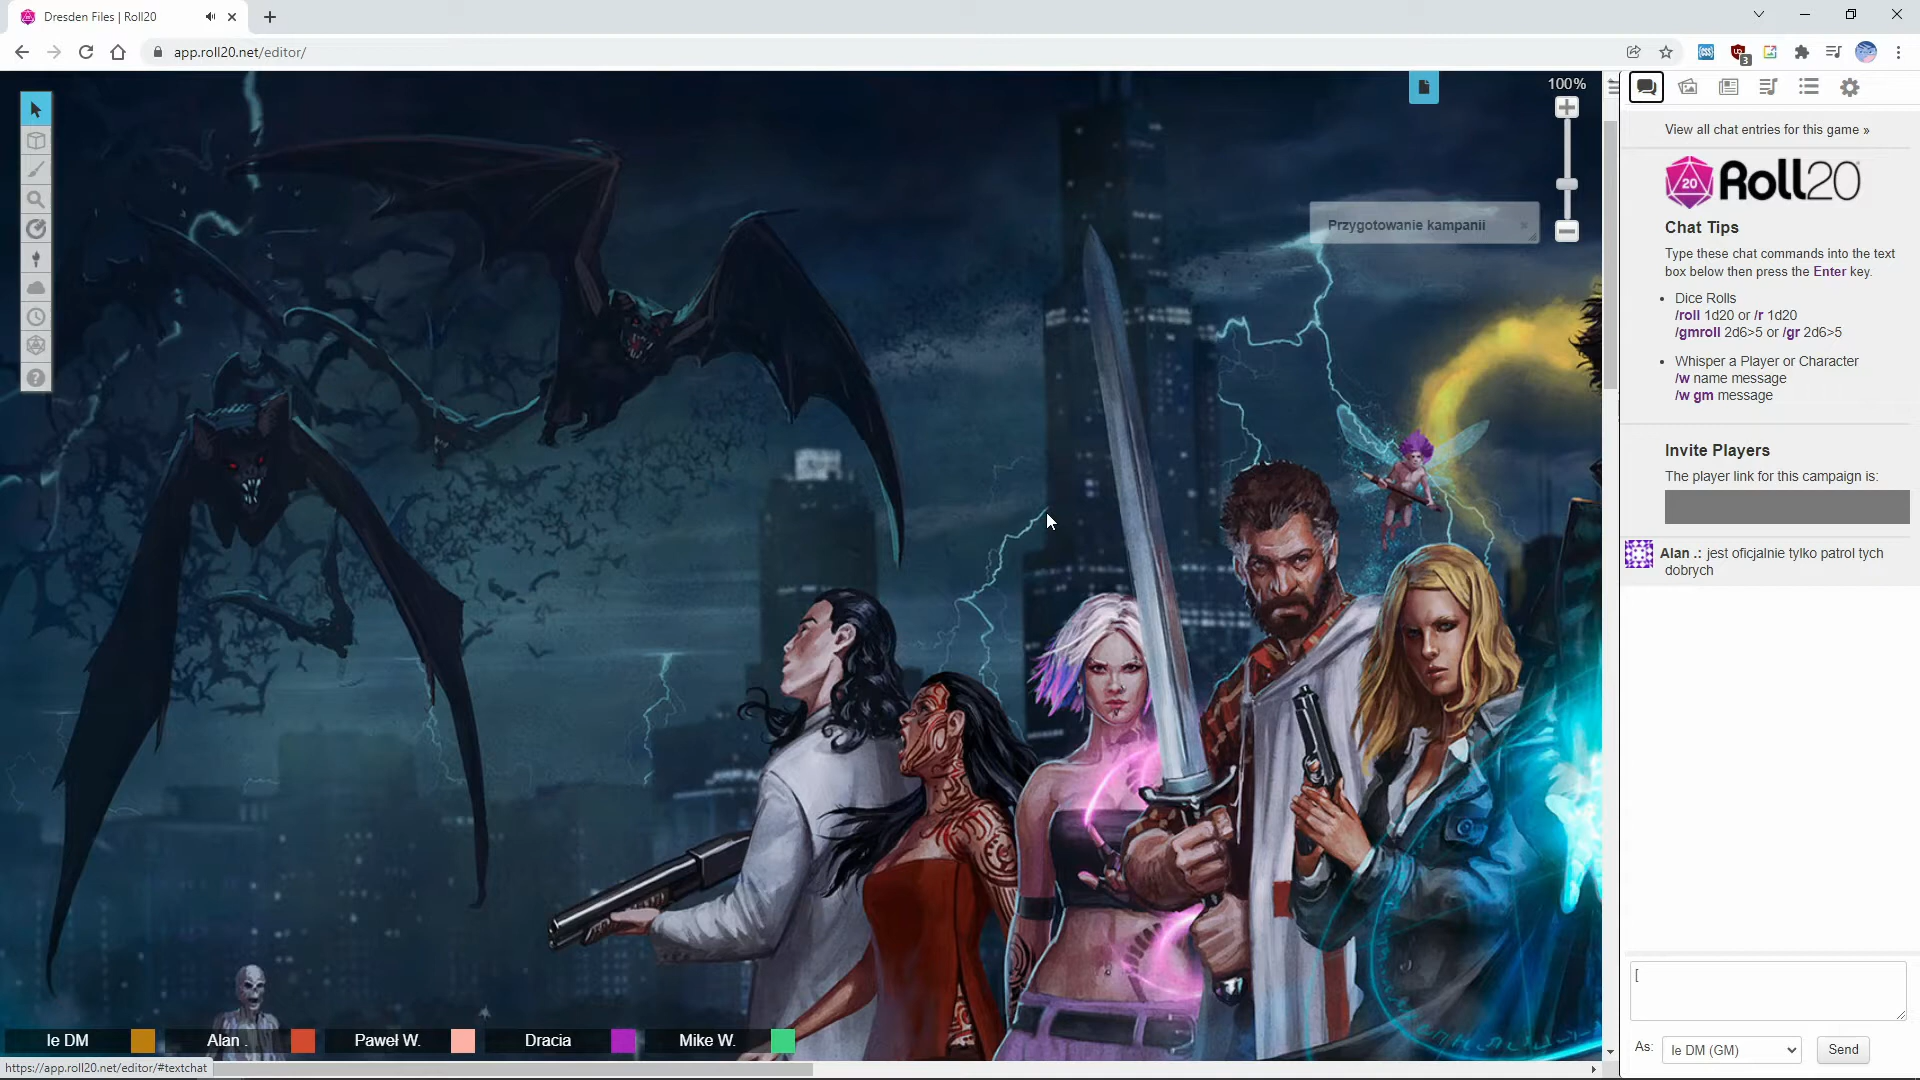 Dresden Files | Roll20
app.roll20.net/editor/
3
100%
Przygotowanie kampanii
View all chat entries for this game »
20 Roll20
Chat Tips
Type these chat commands into the text
box below then press the Enter key.
Dice Rolls
/roll 1d20 or /r 1d20
/gmroll 2d6>5 or /gr 2d6>5
Whisper a Player or Character
/w name message
/w gm message
Invite Players
The player link for this campaign is:
Alan .: jest oficjalnie tylko patrol tych
dobrych
[
As: le DM (GM) Send
le DM Alan . Paweł W. Dracia Mike W.
https://app.roll20.net/editor/#textchat